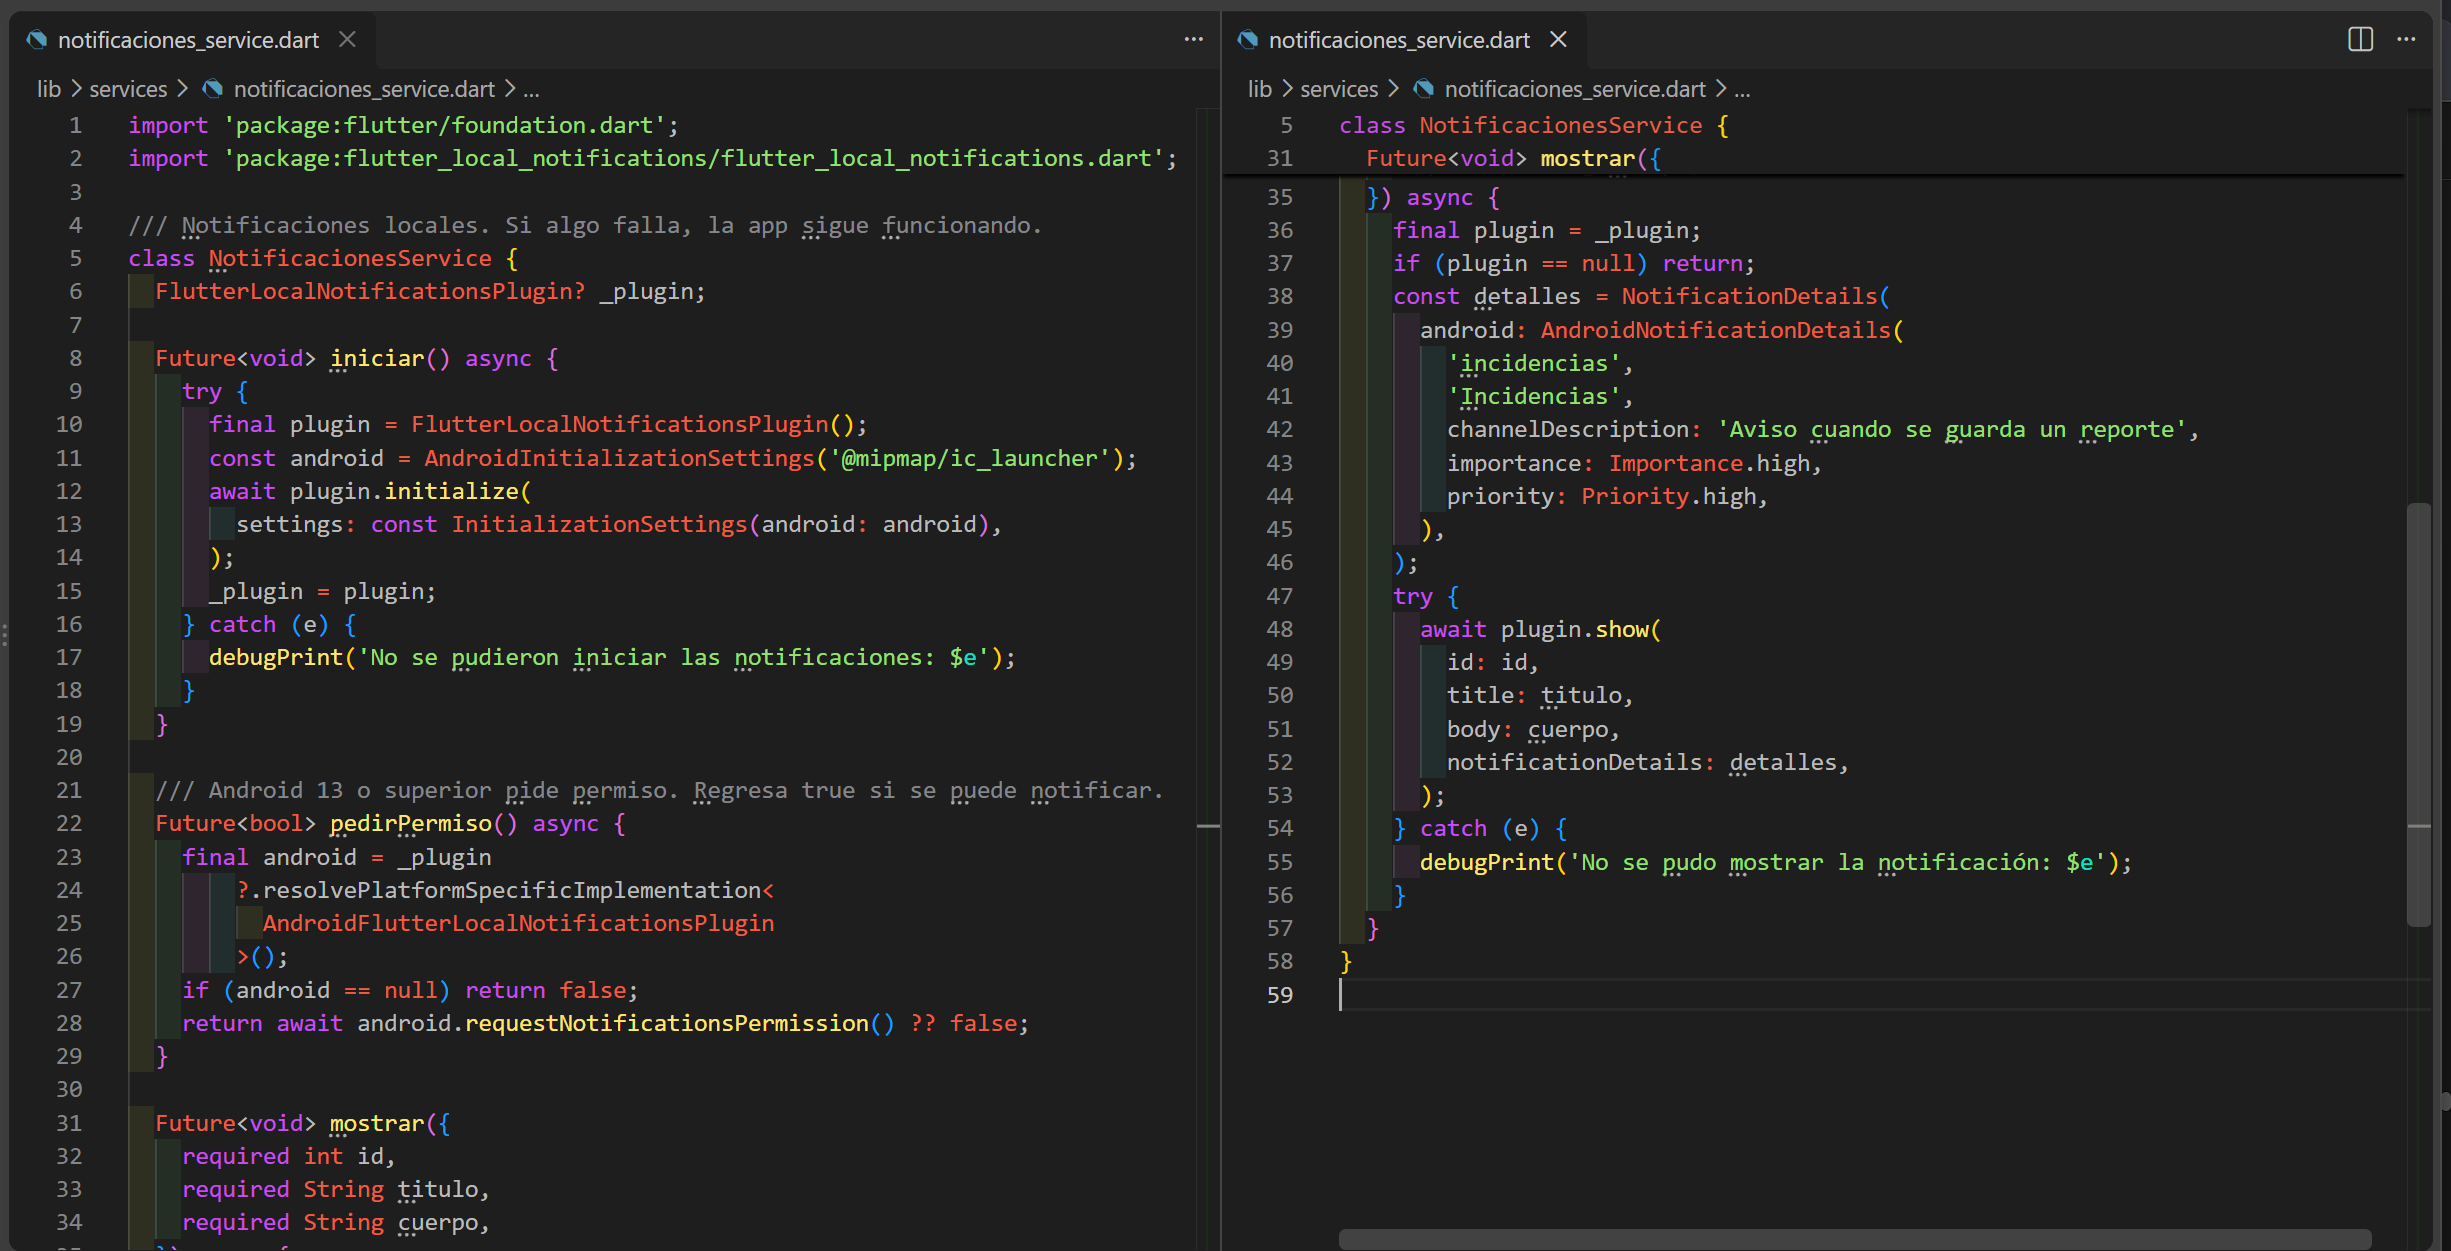 notificaciones_service.dart
lib > services > notificaciones_service.dart > ...
1 import 'package:flutter/foundation.dart';
2 import 'package:flutter_local_notifications/flutter_local_notifications.dart';
3
4 /// Notificaciones locales. Si algo falla, la app sigue funcionando.
5 class NotificacionesService {
6   FlutterLocalNotificationsPlugin? _plugin;
7
8   Future<void> iniciar() async {
9     try {
10       final plugin = FlutterLocalNotificationsPlugin();
11       const android = AndroidInitializationSettings('@mipmap/ic_launcher');
12       await plugin.initialize(
13         settings: const InitializationSettings(android: android),
14       );
15       _plugin = plugin;
16     } catch (e) {
17       debugPrint('No se pudieron iniciar las notificaciones: $e');
18     }
19   }
20
21   /// Android 13 o superior pide permiso. Regresa true si se puede notificar.
22   Future<bool> pedirPermiso() async {
23     final android = _plugin
24         ?.resolvePlatformSpecificImplementation<
25           AndroidFlutterLocalNotificationsPlugin
26         >();
27     if (android == null) return false;
28     return await android.requestNotificationsPermission() ?? false;
29   }
30
31   Future<void> mostrar({
32     required int id,
33     required String titulo,
34     required String cuerpo,
notificaciones_service.dart
lib > services > notificaciones_service.dart > ...
5 class NotificacionesService {
31   Future<void> mostrar({
35   }) async {
36     final plugin = _plugin;
37     if (plugin == null) return;
38     const detalles = NotificationDetails(
39       android: AndroidNotificationDetails(
40         'incidencias',
41         'Incidencias',
42         channelDescription: 'Aviso cuando se guarda un reporte',
43         importance: Importance.high,
44         priority: Priority.high,
45       ),
46     );
47     try {
48       await plugin.show(
49         id: id,
50         title: titulo,
51         body: cuerpo,
52         notificationDetails: detalles,
53       );
54     } catch (e) {
55       debugPrint('No se pudo mostrar la notificación: $e');
56     }
57   }
58 }
59